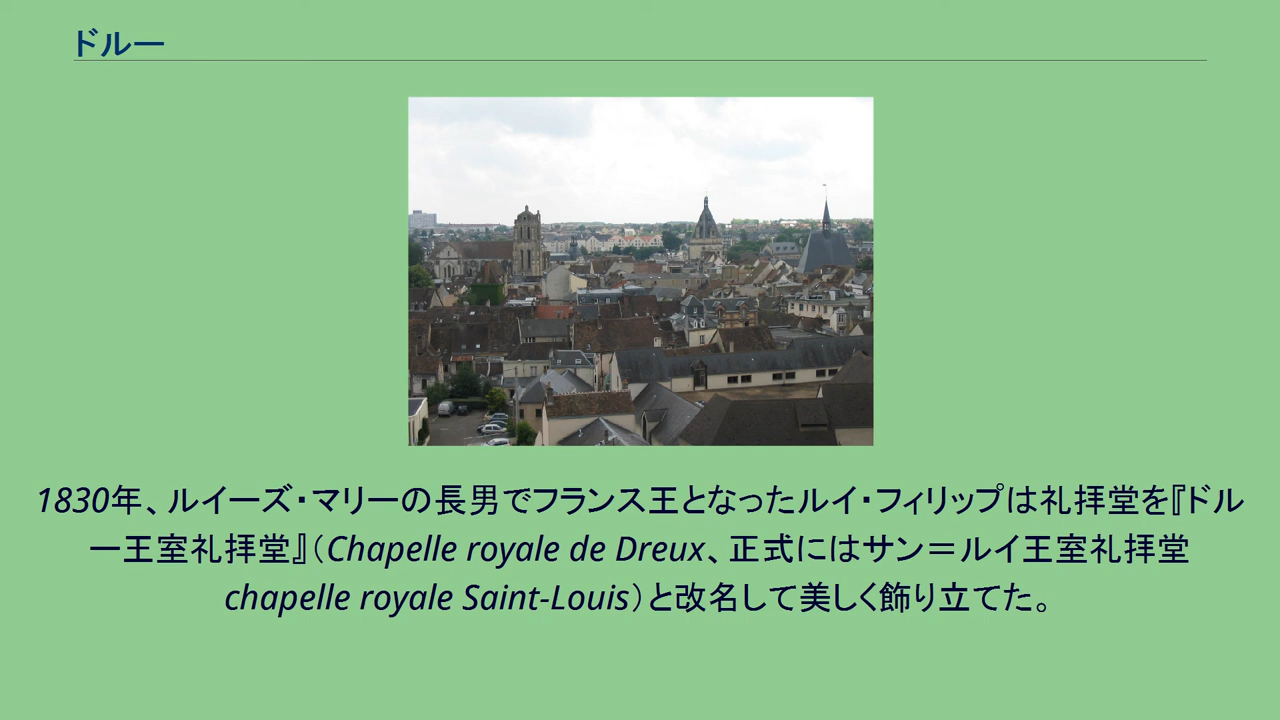 ドルー
1830年、ルイーズ・マリーの長男でフランス王となったルイ・フィリップは礼拝堂を『ドル
ー王室礼拝堂』（Chapelle royale de Dreux、正式にはサン＝ルイ王室礼拝堂
chapelle royale Saint-Louis）と改名して美しく飾り立てた。